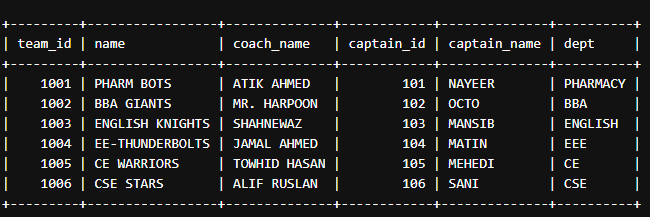 +---------+-----------------+--------------+------------+--------------+----------+
| team_id | name            | coach_name   | captain_id | captain_name | dept     |
+---------+-----------------+--------------+------------+--------------+----------+
|    1001 | PHARM BOTS      | ATIK AHMED   |        101 | NAYEER       | PHARMACY |
|    1002 | BBA GIANTS      | MR. HARPOON  |        102 | OCTO         | BBA      |
|    1003 | ENGLISH KNIGHTS | SHAHNEWAZ    |        103 | MANSIB       | ENGLISH  |
|    1004 | EE-THUNDERBOLTS | JAMAL AHMED  |        104 | MATIN        | EEE      |
|    1005 | CE WARRIORS     | TOWHID HASAN |        105 | MEHEDI       | CE       |
|    1006 | CSE STARS       | ALIF RUSLAN  |        106 | SANI         | CSE      |
+---------+-----------------+--------------+------------+--------------+----------+